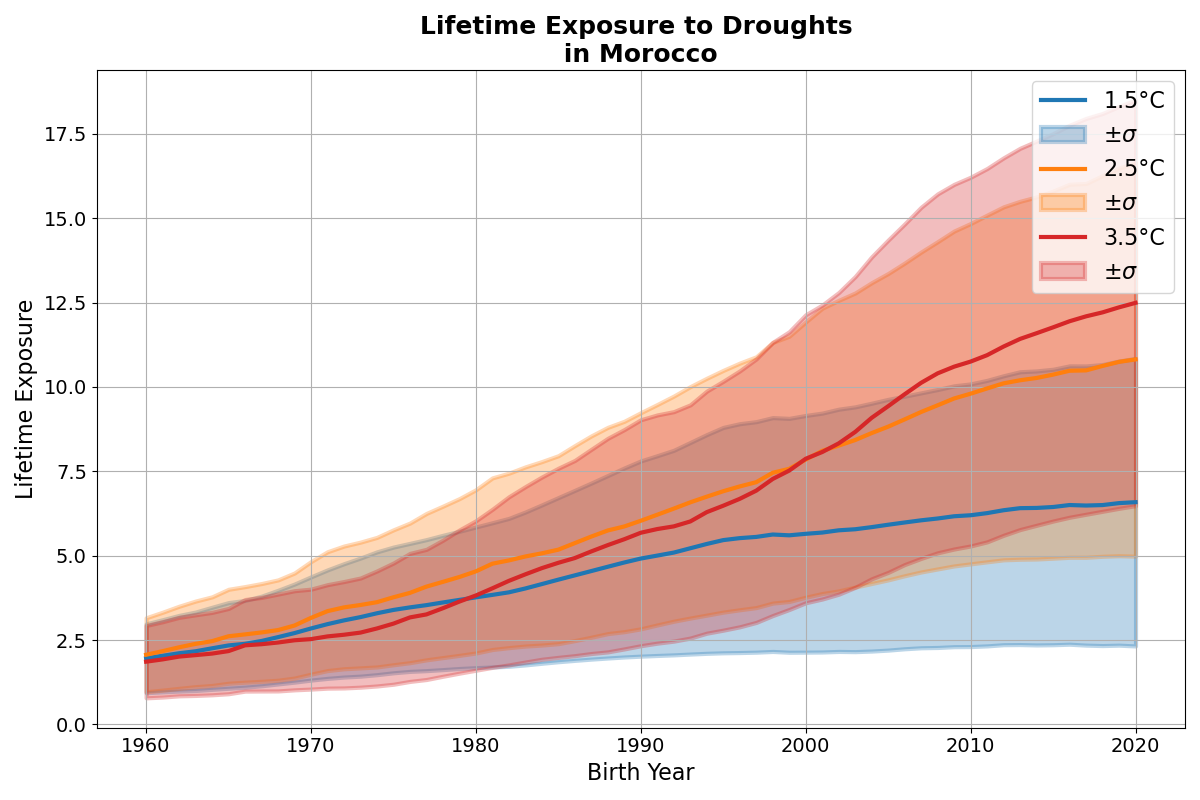 Lifetime Exposure to Droughts
in Morocco
17.5
15.0
12.5
10.0
7.5
5.0
2.5
0.0
Lifetime Exposure
1.5°C
±σ
2.5°C
±σ
3.5°C
±σ
1960
1970
1980
1990
2000
2010
2020
Birth Year